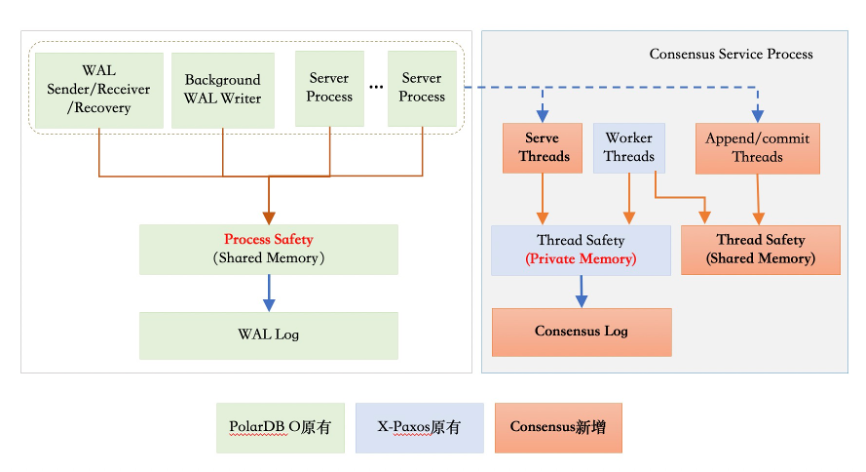 Consensus Service Process
WAL
Sender/Receiver
/Recovery
Background
WAL Writer
Server
Process
...
Server
Process
Serve
Threads
Worker
Threads
Append/commit
Threads
Process Safety
(Shared Memory)
Thread Safety
(Private Memory)
Thread Safety
(Shared Memory)
WAL Log
Consensus Log
PolarDB O原有
X-Paxos原有
Consensus新增